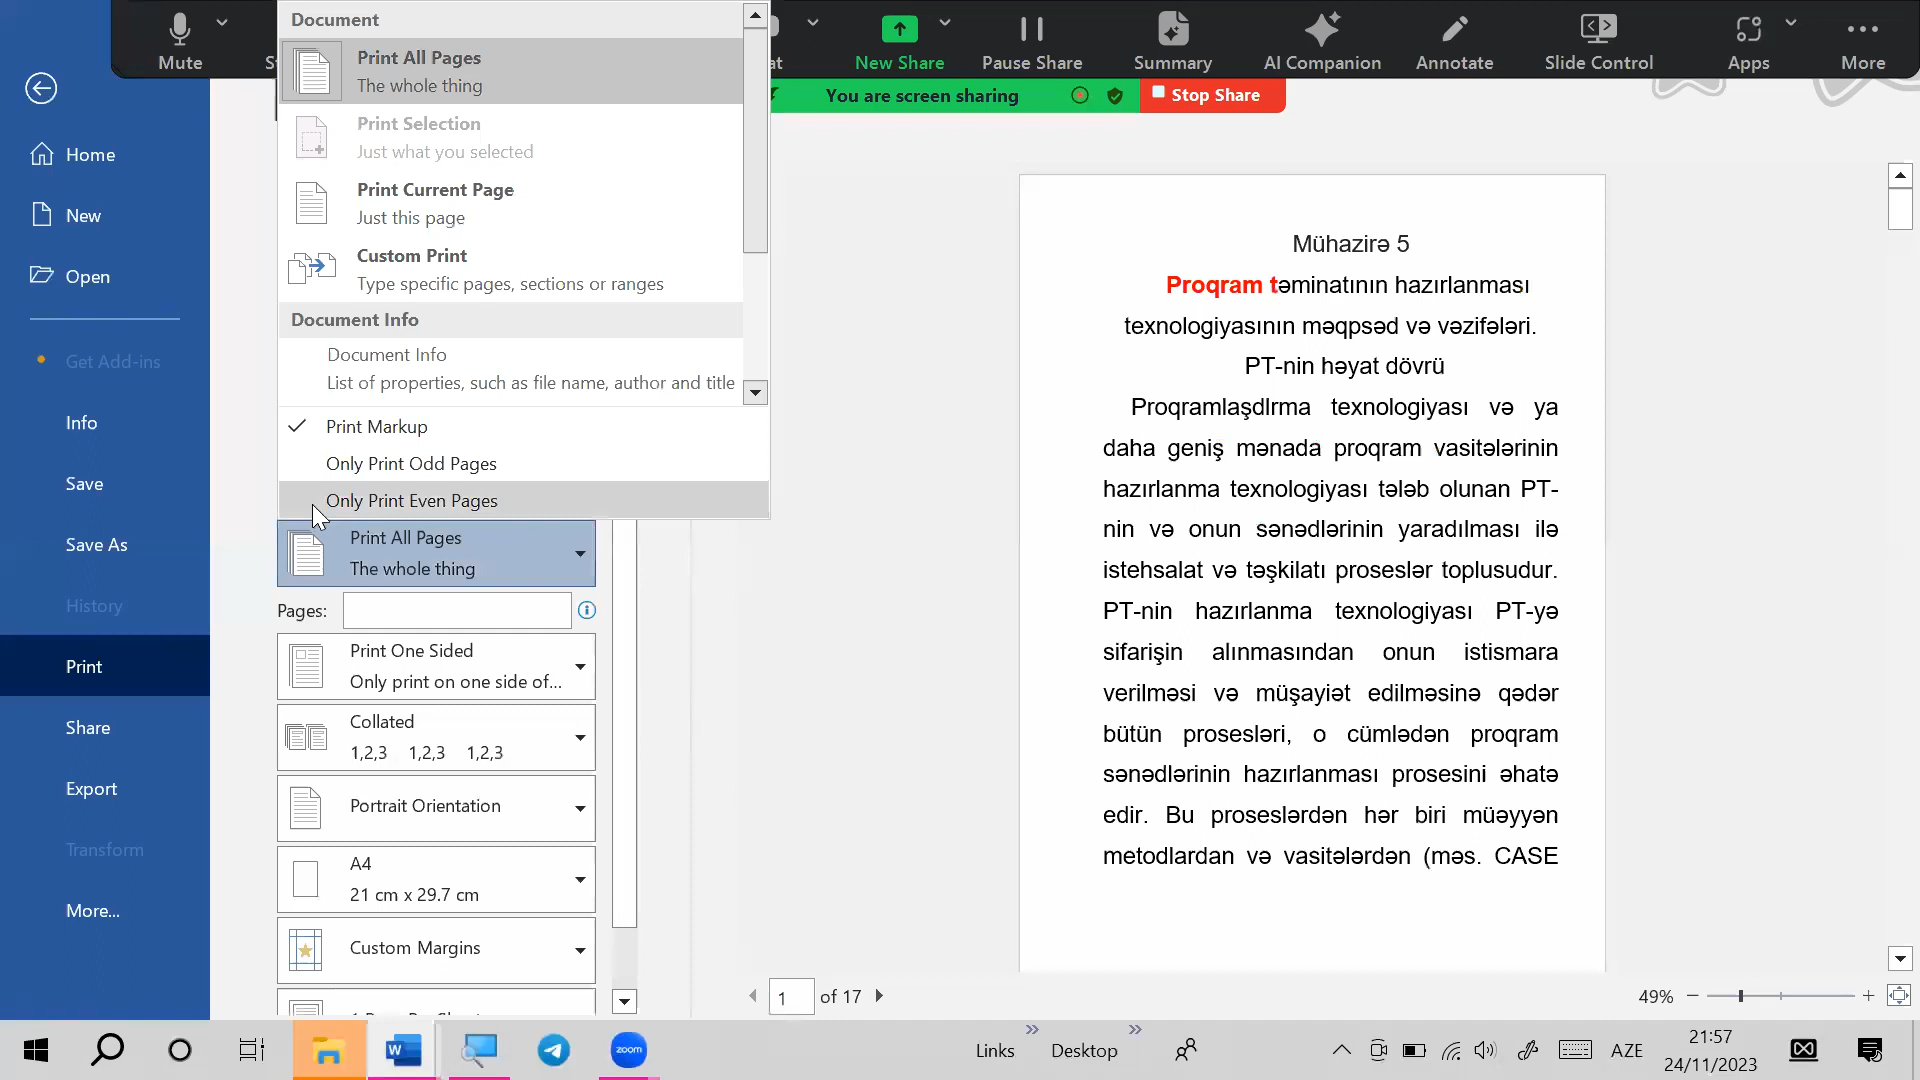 Mute
New Share
Pause Share
Summary
AI Companion
Annotate
Slide Control
Apps
More
You are screen sharing
Stop Share
Home
New
Open
Get Add-ins
Info
Save
Save As
History
Print
Share
Export
Transform
More...
Document
Print All Pages
The whole thing
Print Selection
Just what you selected
Print Current Page
Just this page
Custom Print
Type specific pages, sections or ranges
Document Info
Document Info
List of properties, such as file name, author and title
Print Markup
Only Print Odd Pages
Only Print Even Pages
Print All Pages
The whole thing
Pages:
Print One Sided
Only print on one side of...
Collated
1,2,3 1,2,3 1,2,3
Portrait Orientation
A4
21 cm x 29.7 cm
Custom Margins
Mühazirə 5
Proqram təminatının hazırlanması
texnologiyasının məqpsəd və vəzifələri.
PT-nin həyat dövrü
Proqramlaşdlrma texnologiyası və ya
daha geniş mənada proqram vasitələrinin
hazırlanma texnologiyası tələb olunan PT-
nin və onun sənədlərinin yaradılması ilə
istehsalat və təşkilatı proseslər toplusudur.
PT-nin hazırlanma texnologiyası PT-yə
sifarişin alınmasından onun istismara
verilməsi və müşayiət edilməsinə qədər
bütün prosesləri, o cümlədən proqram
sənədlərinin hazırlanması prosesini əhatə
edir. Bu proseslərdən hər biri müəyyən
metodlardan və vasitələrdən (məs. CASE
1 of 17
49%
zoom
Links
Desktop
AZE
21:57
24/11/2023